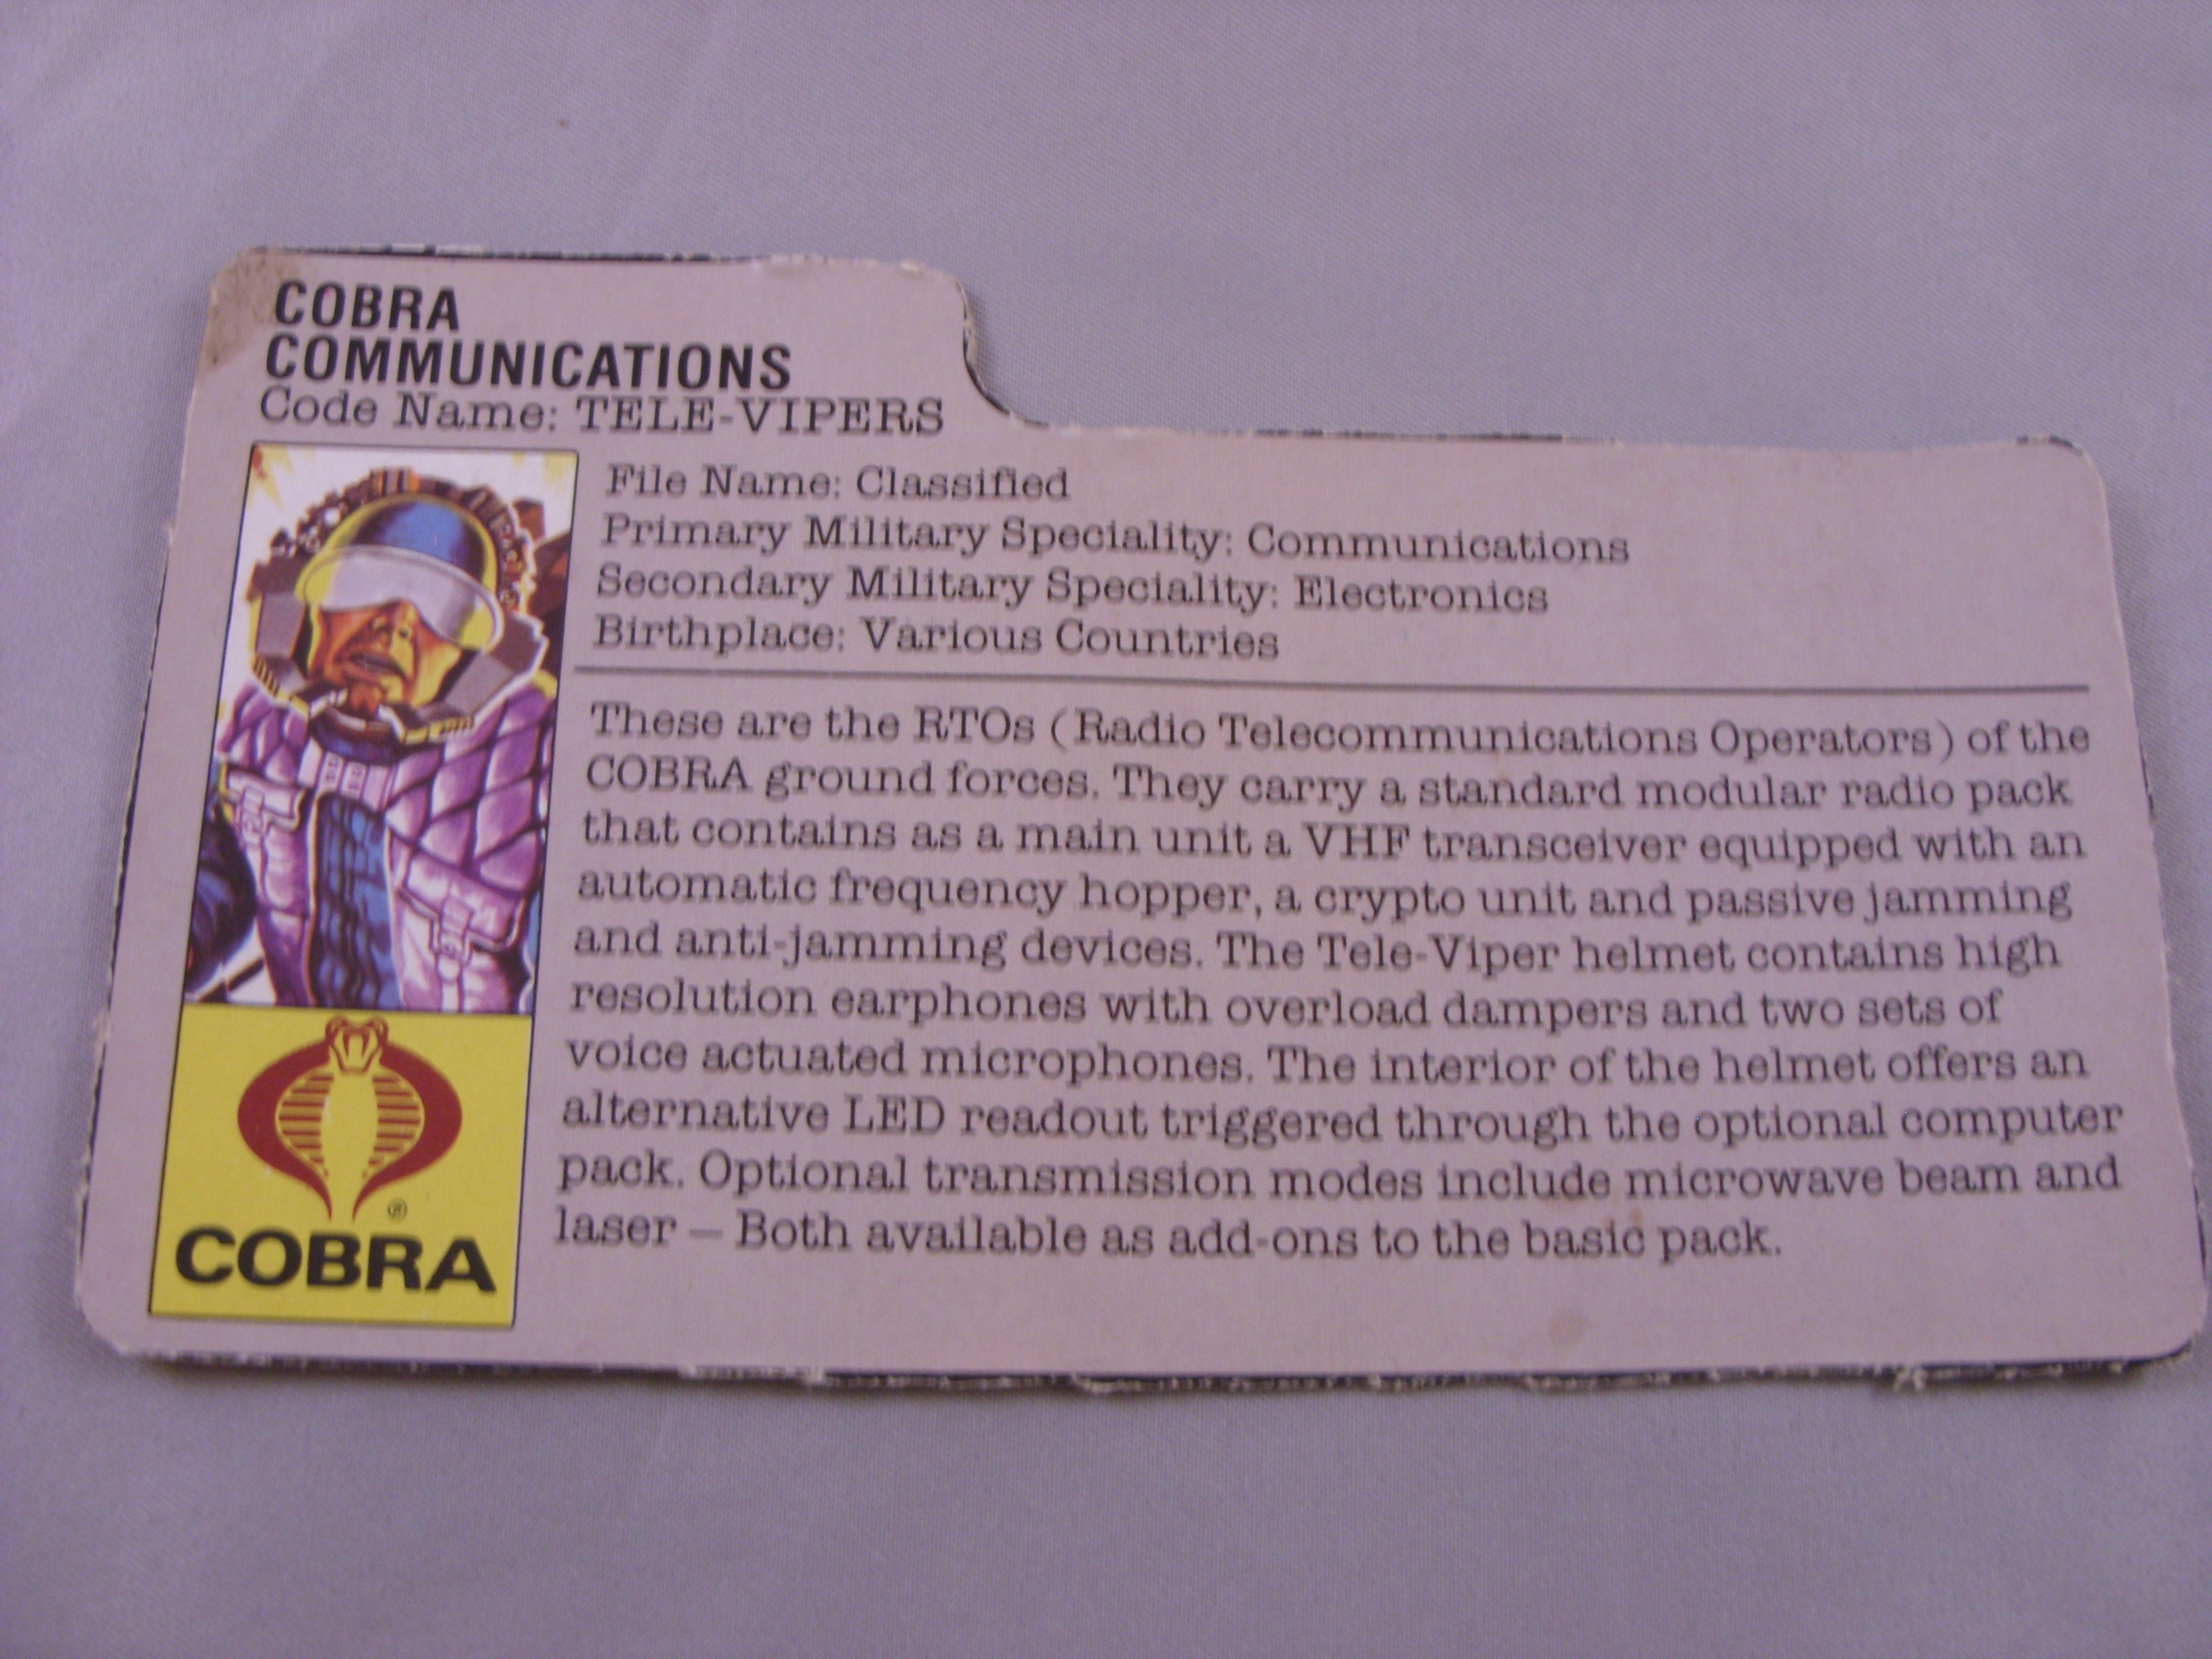 COBRA
COMMUNICATIONS
Code Name: TELE-VIPERS
File Name: Classified
Primary Military Speciality: Communications
Secondary Military Speciality: Electronics
Birthplace: Various Countries
These are the RTOs (Radio Telecommunications Operators) of the
COBRA ground forces. They carry a standard modular radio pack
that contains as a main unit a VHF transceiver equipped with an
automatic frequency hopper, a crypto unit and passive jamming
and anti-jamming devices. The Tele-Viper helmet contains high
resolution earphones with overload dampers and two sets of
voice actuated microphones. The interior of the helmet offers an
alternative LED readout triggered through the optional computer
pack. Optional transmission modes include microwave beam and
laser — Both available as add-ons to the basic pack.
®
COBRA